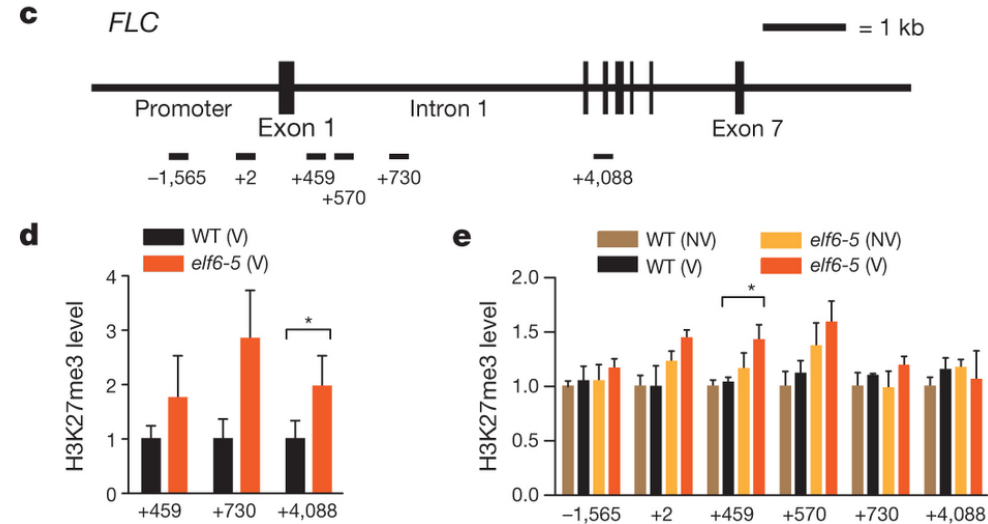 c
FLC
= 1 kb
Promoter
Intron 1
Exon 1
Exon 7
−1,565
+2
+459
+730
+4,088
+570
d
WT (V)
elf6-5 (V)
H3K27me3 level
4
3
2
1
0
*
+459
+730
+4,088
e
WT (NV)
elf6-5 (NV)
WT (V)
elf6-5 (V)
H3K27me3 level
2.0
1.5
1.0
0.5
0.0
*
−1,565
+2
+459
+570
+730
+4,088